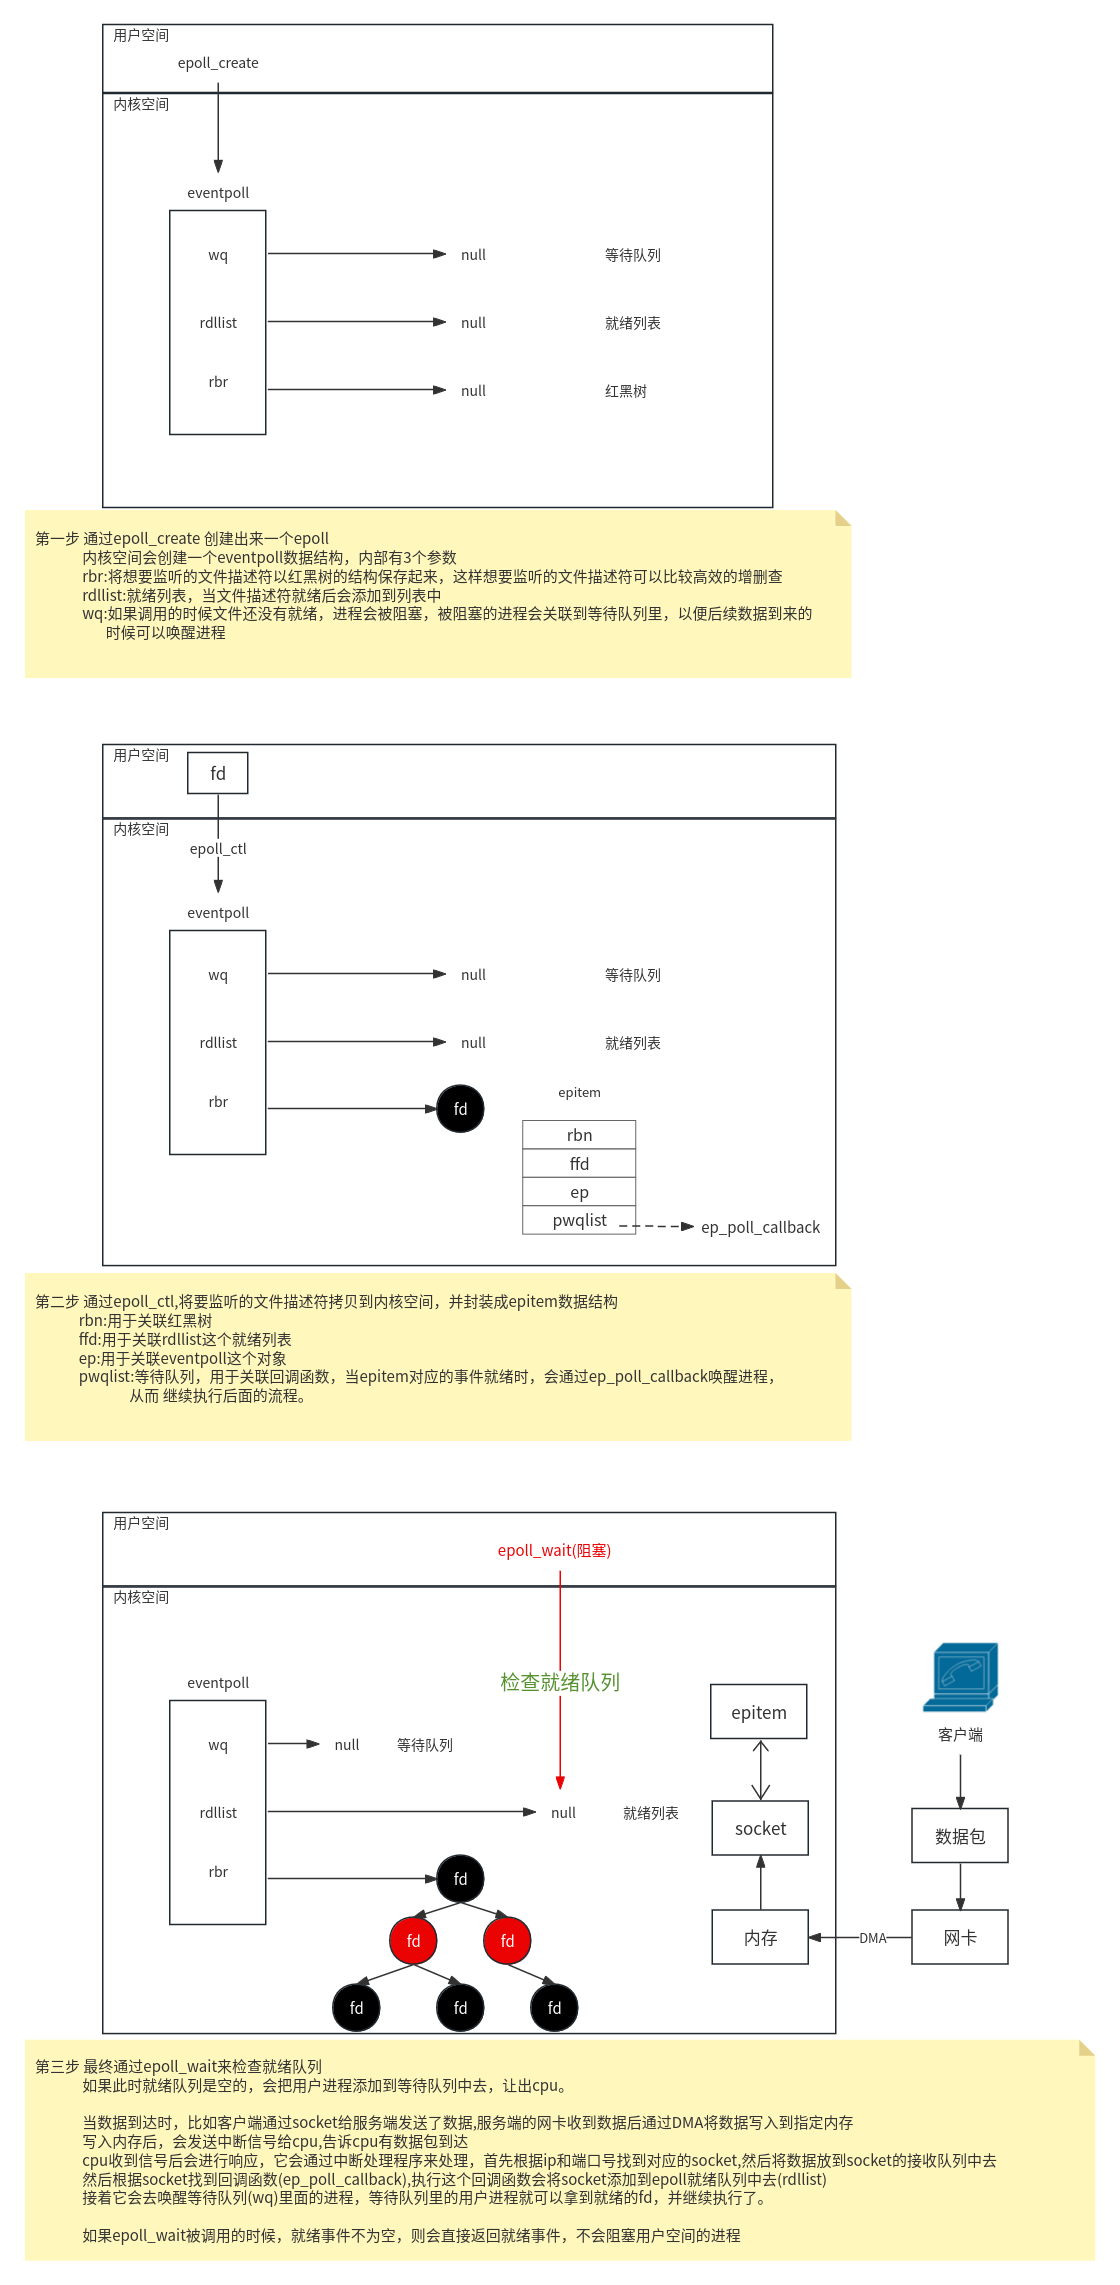 用户空间
epoll_create
内核空间
eventpoll
wq
null
等待队列
rdllist
null
就绪列表
rbr
null
红黑树
第一步 通过epoll_create 创建出来一个epoll
内核空间会创建一个eventpoll数据结构，内部有3个参数
rbr:将想要监听的文件描述符以红黑树的结构保存起来，这样想要监听的文件描述符可以比较高效的增删查
rdllist:就绪列表，当文件描述符就绪后会添加到列表中
wq:如果调用的时候文件还没有就绪，进程会被阻塞，被阻塞的进程会关联到等待队列里，以便后续数据到来的
时候可以唤醒进程
用户空间
fd
内核空间
epoll_ctl
eventpoll
wq
null
等待队列
rdllist
null
就绪列表
rbr
fd
epitem
rbn
ffd
ep
pwqlist
ep_poll_callback
第二步 通过epoll_ctl,将要监听的文件描述符拷贝到内核空间，并封装成epitem数据结构
rbn:用于关联红黑树
ffd:用于关联rdllist这个就绪列表
ep:用于关联eventpoll这个对象
pwqlist:等待队列，用于关联回调函数，当epitem对应的事件就绪时，会通过ep_poll_callback唤醒进程，
从而 继续执行后面的流程。
用户空间
epoll_wait(阻塞)
内核空间
eventpoll
检查就绪队列
wq
null
等待队列
rdllist
null
就绪列表
rbr
fd
fd
fd
fd
fd
fd
epitem
socket
内存
DMA
客户端
数据包
网卡
第三步 最终通过epoll_wait来检查就绪队列
如果此时就绪队列是空的，会把用户进程添加到等待队列中去，让出cpu。
当数据到达时，比如客户端通过socket给服务端发送了数据,服务端的网卡收到数据后通过DMA将数据写入到指定内存
写入内存后，会发送中断信号给cpu,告诉cpu有数据包到达
cpu收到信号后会进行响应，它会通过中断处理程序来处理，首先根据ip和端口号找到对应的socket,然后将数据放到socket的接收队列中去
然后根据socket找到回调函数(ep_poll_callback),执行这个回调函数会将socket添加到epoll就绪队列中去(rdllist)
接着它会去唤醒等待队列(wq)里面的进程，等待队列里的用户进程就可以拿到就绪的fd，并继续执行了。
如果epoll_wait被调用的时候，就绪事件不为空，则会直接返回就绪事件，不会阻塞用户空间的进程